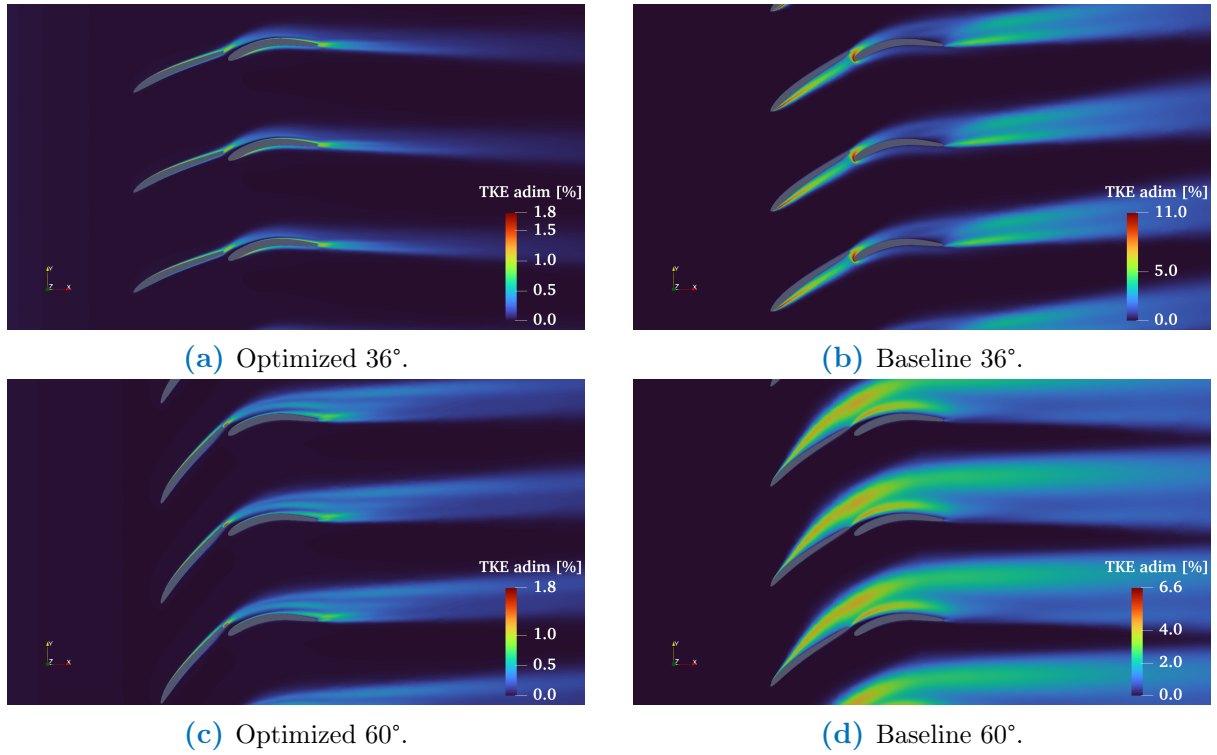 TKE adim [%]
1.8
1.5
1.0
0.5
0.0
Y
Z X
(a) Optimized 36°.
TKE adim [%]
11.0
5.0
0.0
Y
Z X
(b) Baseline 36°.
TKE adim [%]
1.8
1.0
0.5
0.0
Y
Z X
(c) Optimized 60°.
TKE adim [%]
6.6
4.0
2.0
0.0
Y
Z X
(d) Baseline 60°.